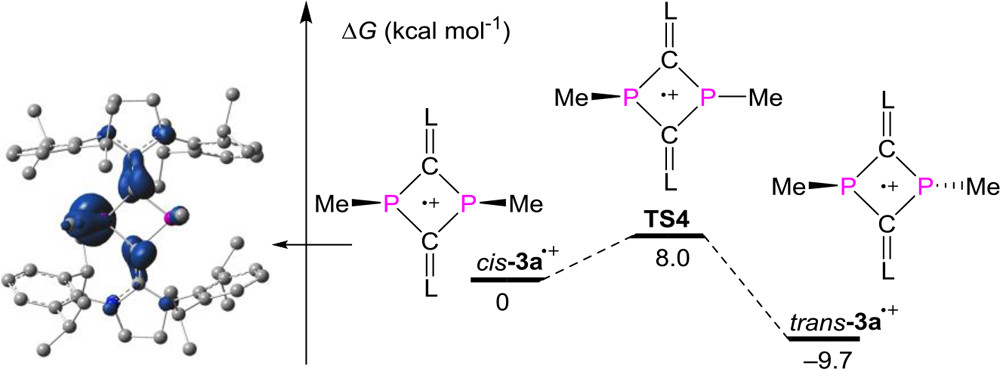 ΔG (kcal mol⁻¹)
L
C
Me P •+ P Me
C
L
cis-3a•+
0
L
C
Me P •+ P Me
C
L
TS4
8.0
L
C
Me P •+ P Me
C
L
trans-3a•+
–9.7